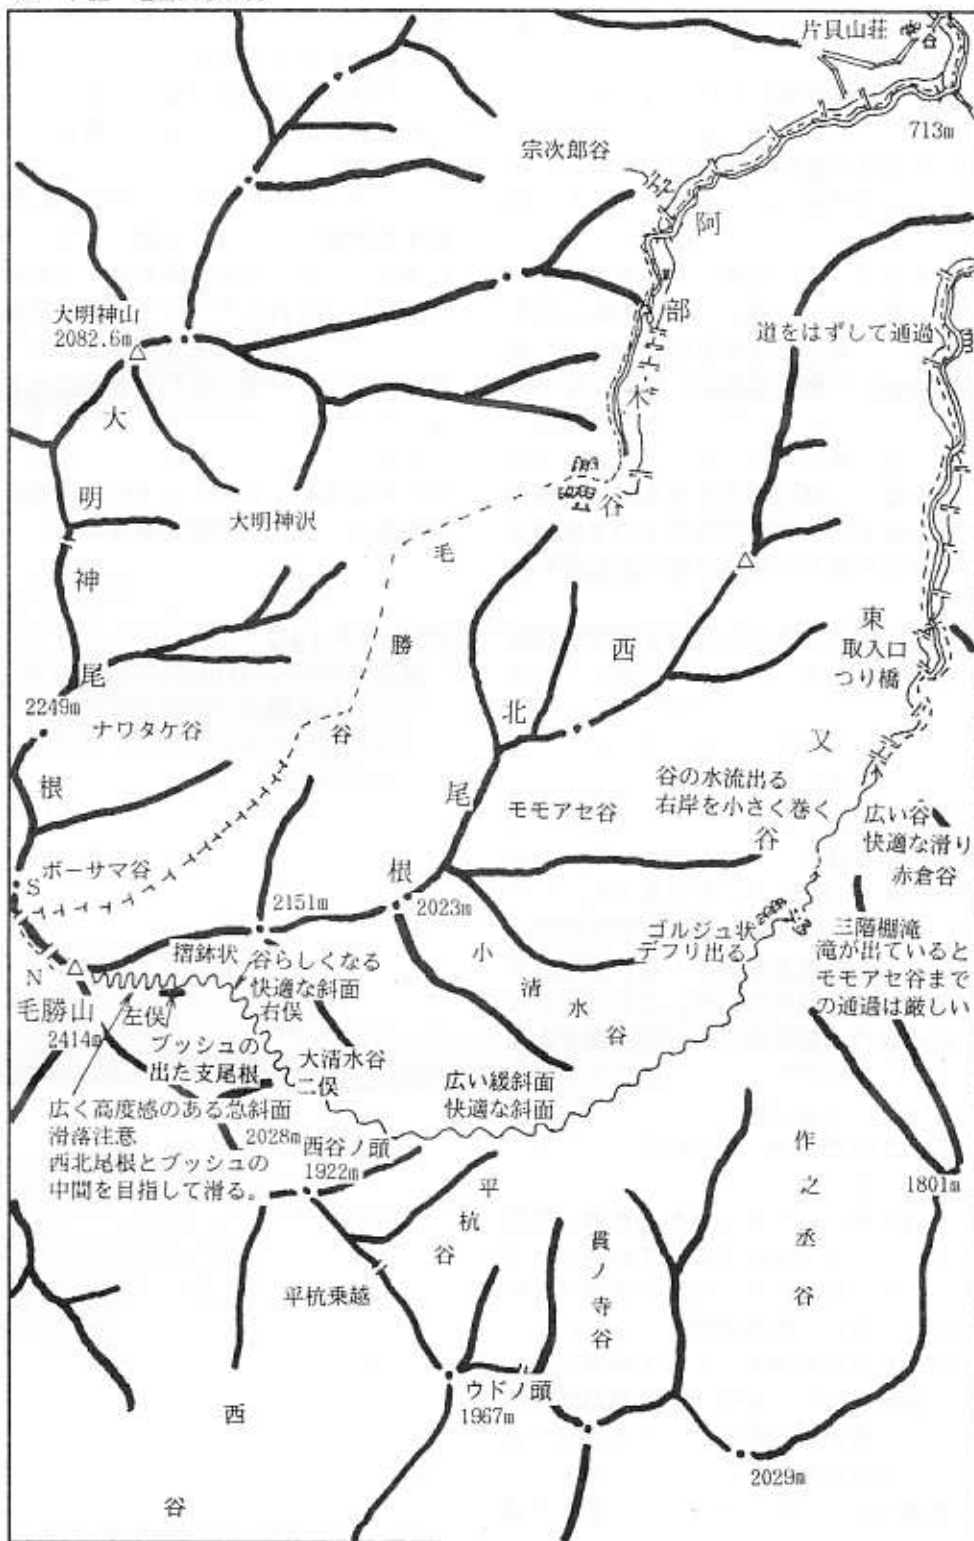 片貝山荘
713m
宗次郎谷
阿部木谷
大明神山
2082.6m
道をはずして通過
大明神尾根
大明神沢
毛勝谷
西北尾根
東又谷
取入口
つり橋
2249m
ナワタケ谷
モモアセ谷
谷の水流出る
右岸を小さく巻く
広い谷
快適な滑り
赤倉谷
ボーサマ谷
S
N
2151m
2023m
摺鉢状
谷らしくなる
快適な斜面
右俣
小清水谷
ゴルジュ状
デブリ出る
三階棚滝
滝が出ていると
モモアセ谷まで
の通過は厳しい
毛勝山
2414m
左俣
ブッシュの
出た支尾根
大清水谷
二俣
広い緩斜面
快適な斜面
広く高度感のある急斜面
滑落注意
西北尾根とブッシュの
中間を目指して滑る。
2028m
西谷ノ頭
1922m
平杭谷
貫ノ寺谷
作之丞谷
1801m
平杭乗越
ウドノ頭
1967m
西谷
2029m